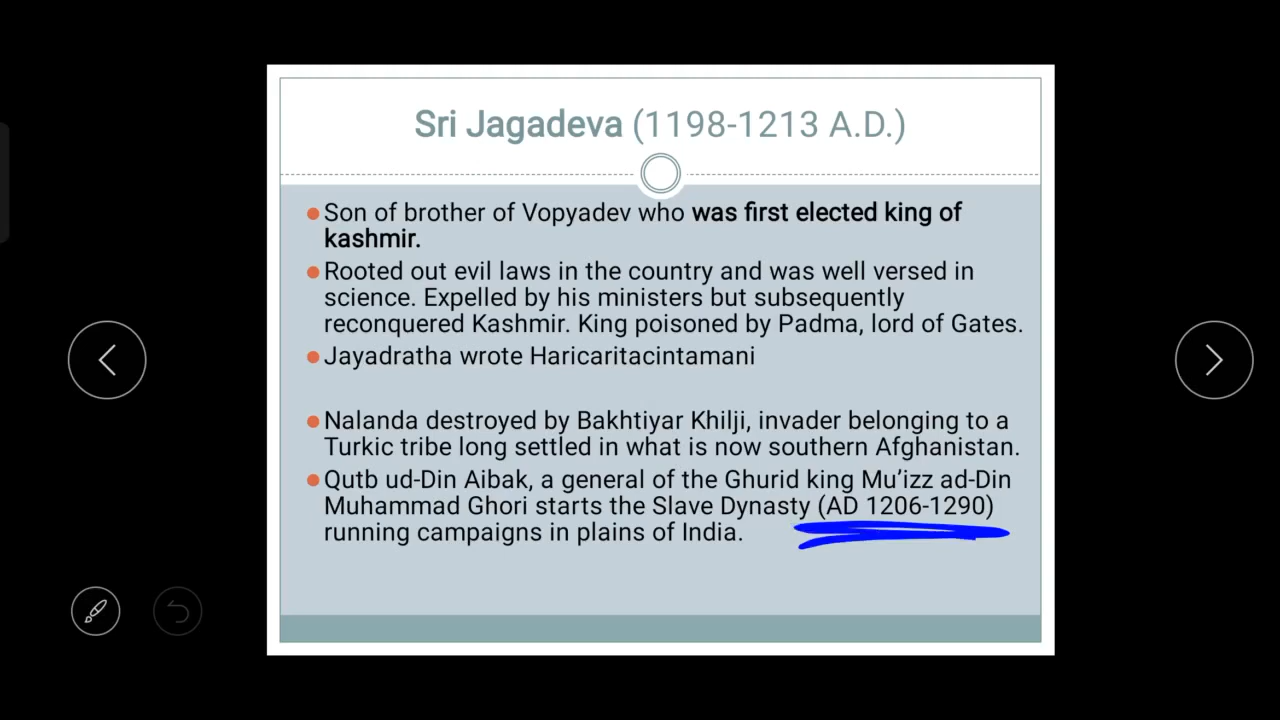 Sri Jagadeva (1198-1213 A.D.)
Son of brother of Vopyadev who was first elected king of
kashmir.
Rooted out evil laws in the country and was well versed in
science. Expelled by his ministers but subsequently
reconquered Kashmir. King poisoned by Padma, lord of Gates.
Jayadratha wrote Haricaritacintamani
Nalanda destroyed by Bakhtiyar Khilji, invader belonging to a
Turkic tribe long settled in what is now southern Afghanistan.
Qutb ud-Din Aibak, a general of the Ghurid king Mu’izz ad-Din
Muhammad Ghori starts the Slave Dynasty (AD 1206-1290)
running campaigns in plains of India.